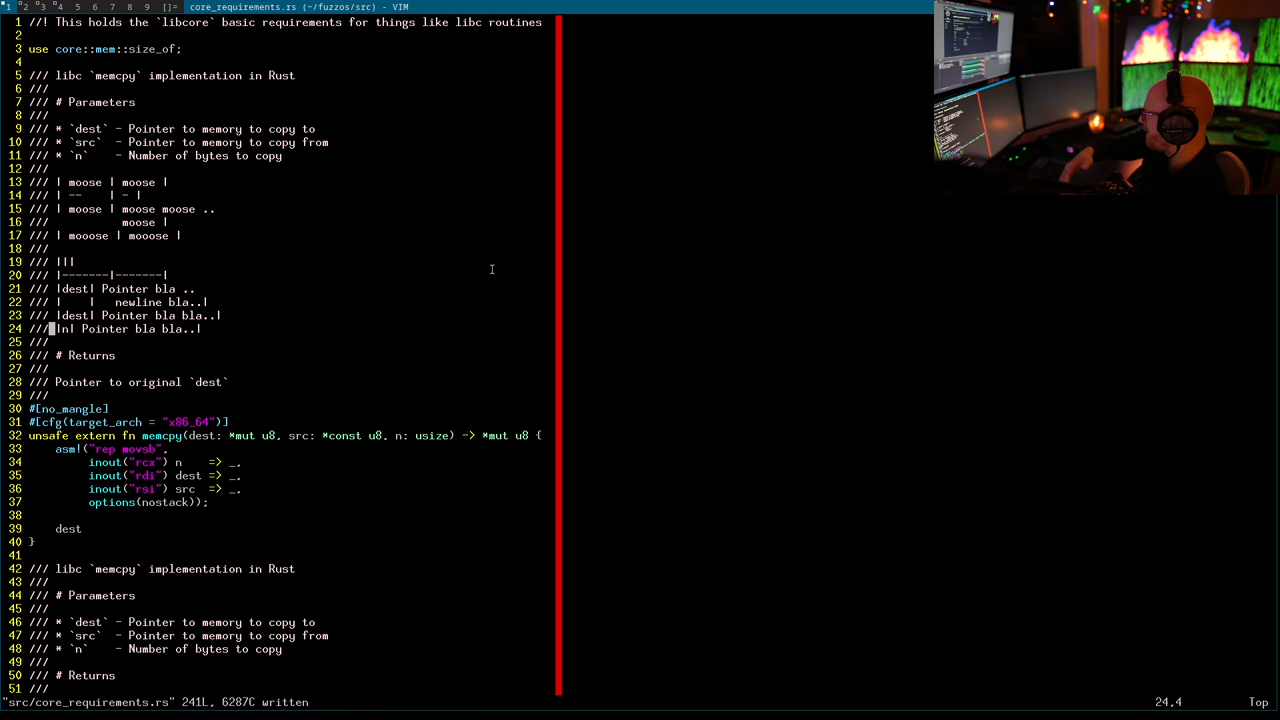 1 2 3 4 5 6 7 8 9 []= core_requirements.rs (~/fuzzos/src) - VIM
1 //! This holds the `libcore` basic requirements for things like libc routines
2
3 use core::mem::size_of;
4
5 /// libc `memcpy` implementation in Rust
6 ///
7 /// # Parameters
8 ///
9 /// * `dest` - Pointer to memory to copy to
10 /// * `src`  - Pointer to memory to copy from
11 /// * `n`    - Number of bytes to copy
12 ///
13 /// | moose | moose |
14 /// | --    | - |
15 /// | moose | moose moose ..
16 ///           moose |
17 /// | mooose | mooose |
18 ///
19 /// |||
20 /// |-------|-------|
21 /// |dest| Pointer bla ..
22 /// |    |   newline bla..|
23 /// |dest| Pointer bla bla..|
24 /// |n| Pointer bla bla..|
25 ///
26 /// # Returns
27 ///
28 /// Pointer to original `dest`
29 ///
30 #[no_mangle]
31 #[cfg(target_arch = "x86_64")]
32 unsafe extern fn memcpy(dest: *mut u8, src: *const u8, n: usize) -> *mut u8 {
33     asm!("rep movsb",
34          inout("rcx") n    => _,
35          inout("rdi") dest => _,
36          inout("rsi") src  => _,
37          options(nostack));
38
39     dest
40 }
41
42 /// libc `memcpy` implementation in Rust
43 ///
44 /// # Parameters
45 ///
46 /// * `dest` - Pointer to memory to copy to
47 /// * `src`  - Pointer to memory to copy from
48 /// * `n`    - Number of bytes to copy
49 ///
50 /// # Returns
51 ///
"src/core_requirements.rs" 241L, 6287C written 24,4 Top